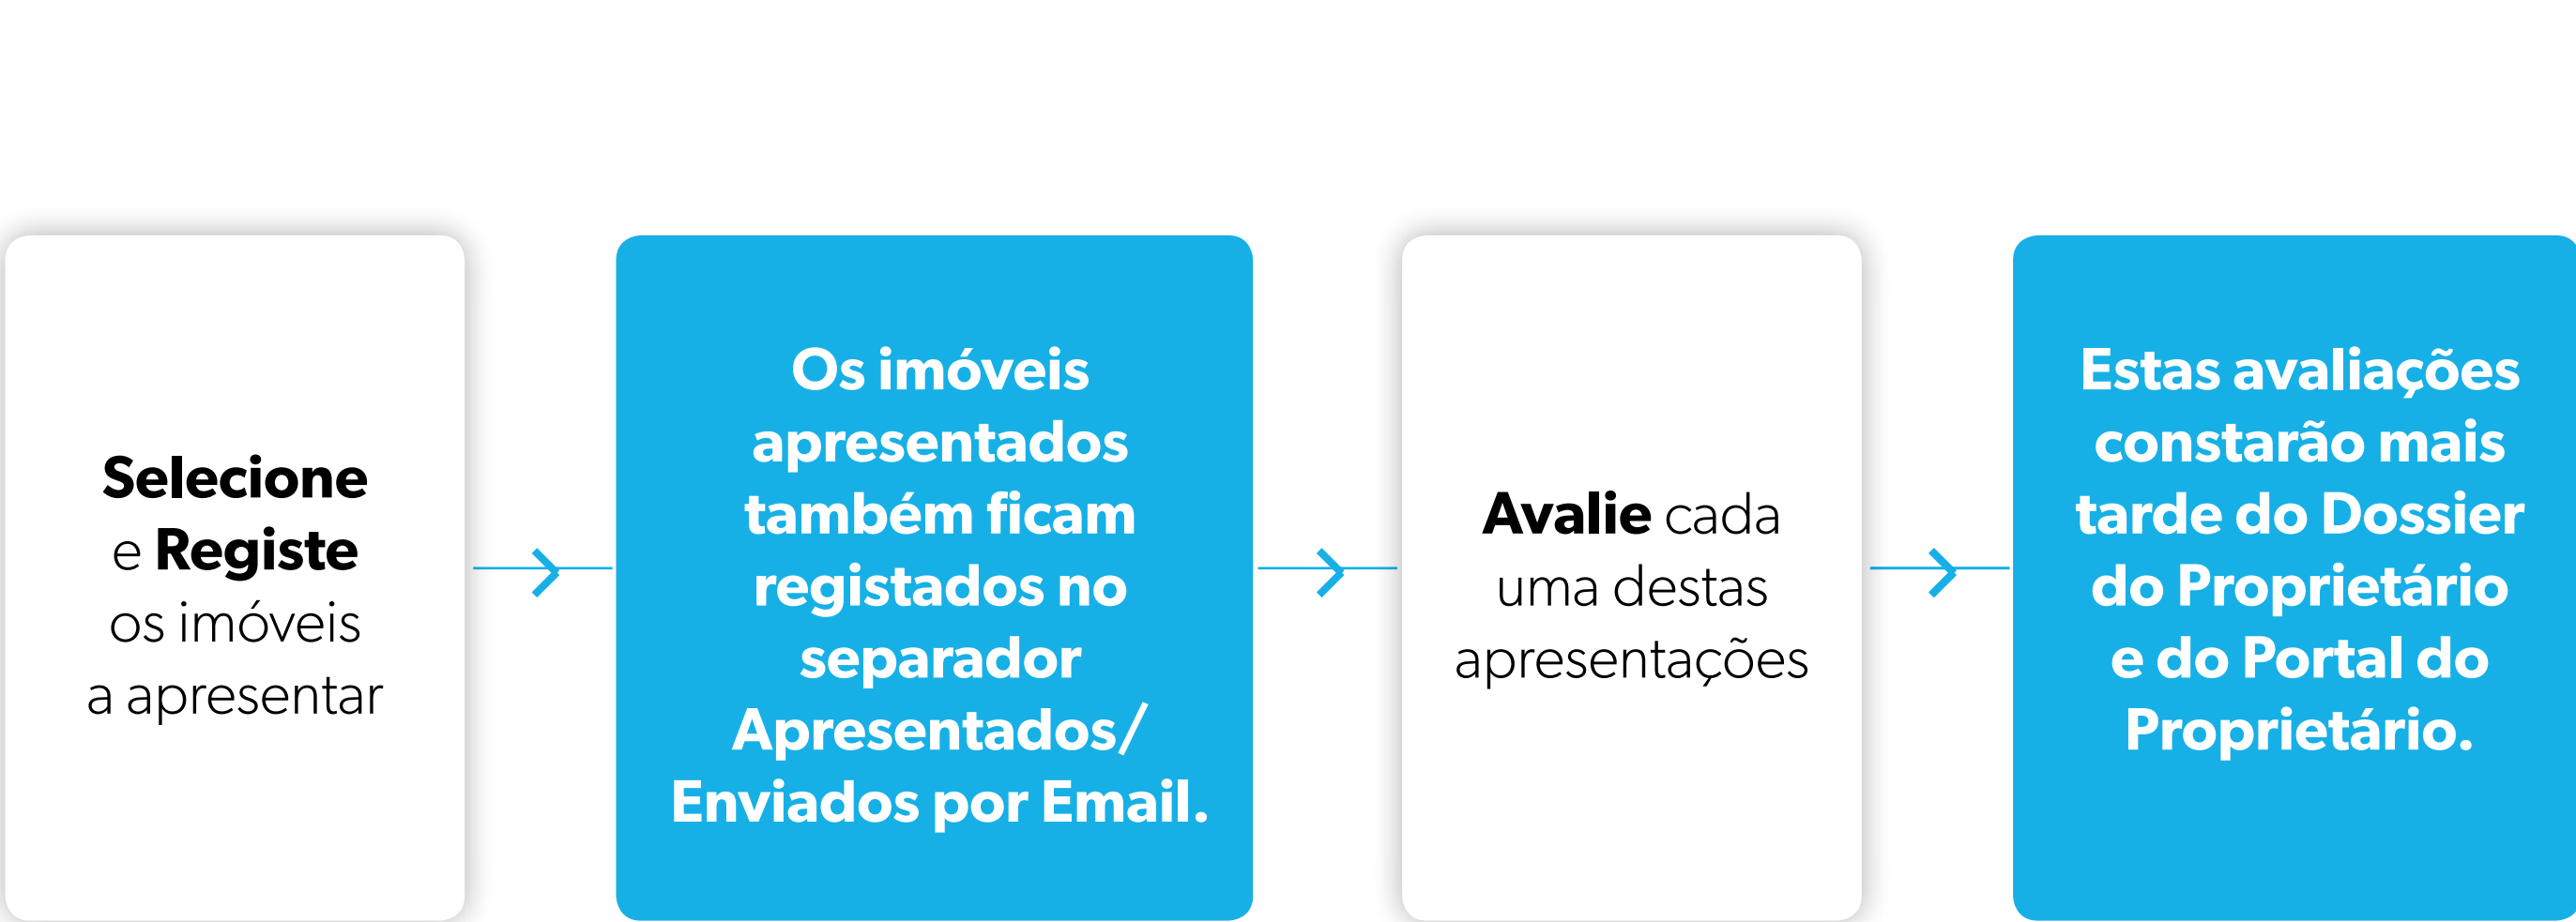 Selecione
e Registe
os imóveis
a apresentar
Os imóveis
apresentados
também ficam
registados no
separador
Apresentados/
Enviados por Email.
Avalie cada
uma destas
apresentações
Estas avaliações
constarão mais
tarde do Dossier
do Proprietário
e do Portal do
Proprietário.